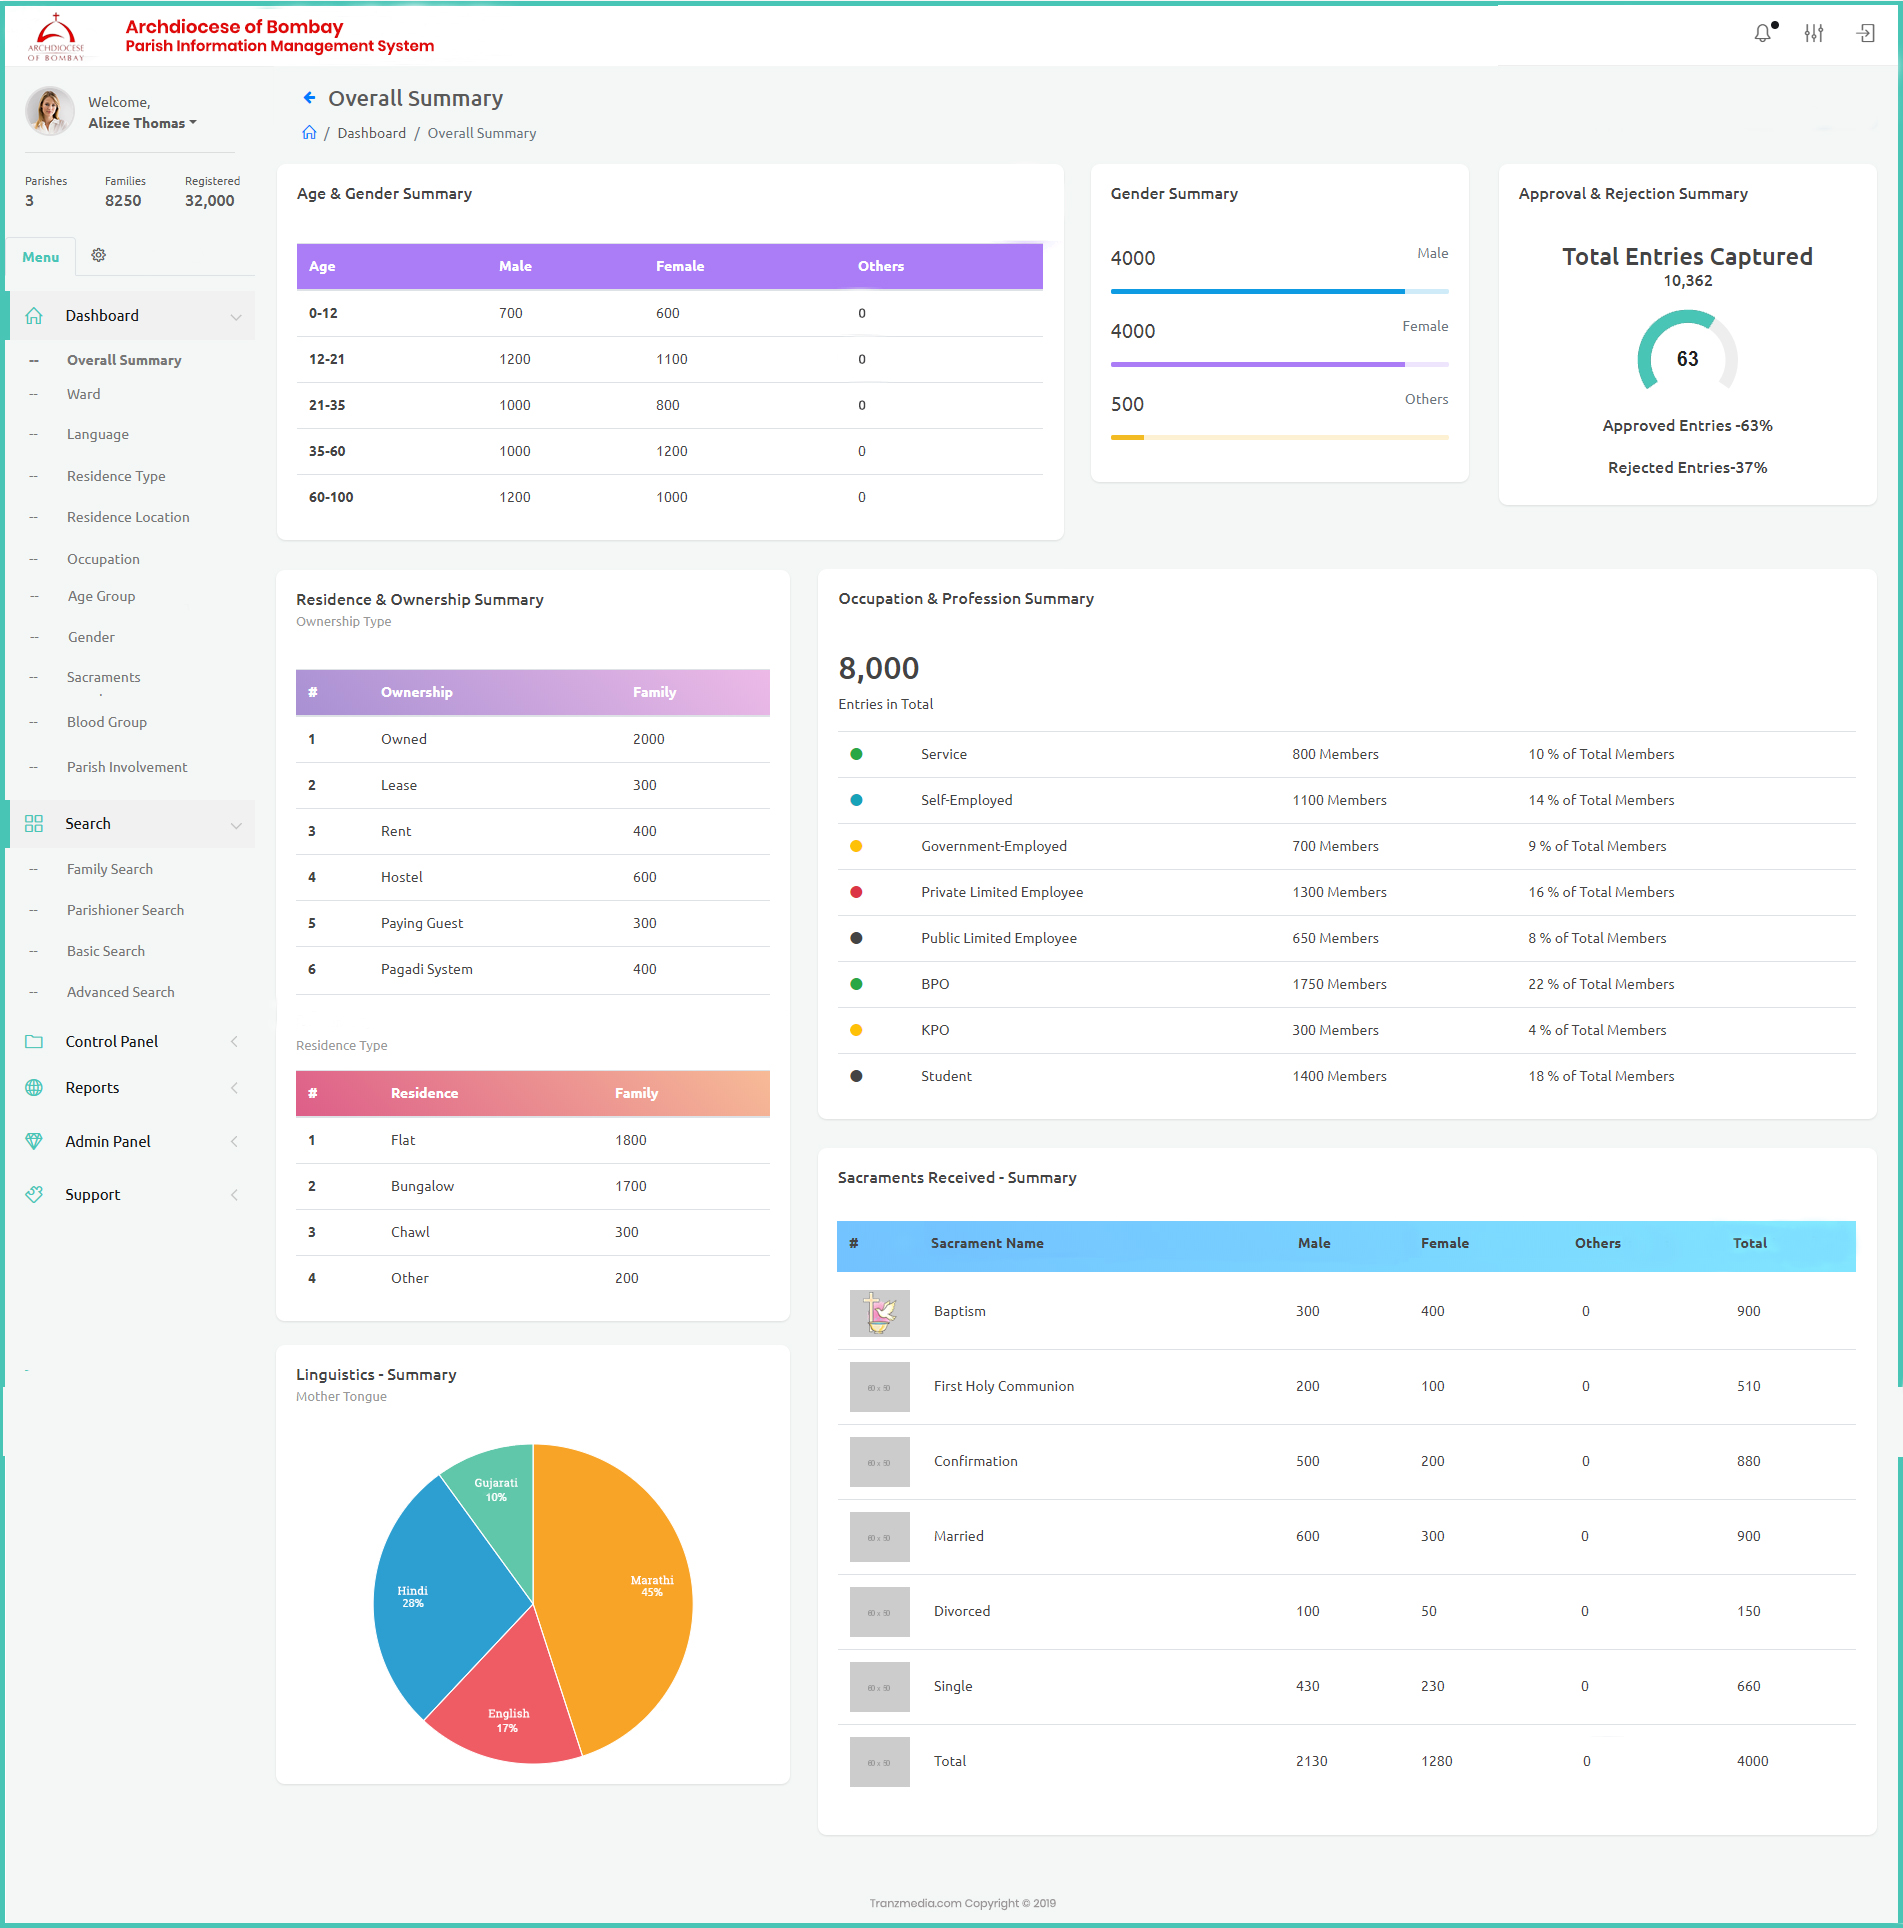 ARCHDIOCESE
OF BOMBAY
Archdiocese of Bombay
Parish Information Management System
Welcome,
Alizee Thomas
Parishes Families Registered
3 8250 32,000
Menu
Dashboard
-- Overall Summary
-- Ward
-- Language
-- Residence Type
-- Residence Location
-- Occupation
-- Age Group
-- Gender
-- Sacraments
-- Blood Group
-- Parish Involvement
Search
-- Family Search
-- Parishioner Search
-- Basic Search
-- Advanced Search
Control Panel
Reports
Admin Panel
Support
Overall Summary
/ Dashboard / Overall Summary
Age & Gender Summary
Age Male Female Others
0-12 700 600 0
12-21 1200 1100 0
21-35 1000 800 0
35-60 1000 1200 0
60-100 1200 1000 0
Gender Summary
4000 Male
4000 Female
500 Others
Approval & Rejection Summary
Total Entries Captured
10,362
63
Approved Entries -63%
Rejected Entries-37%
Residence & Ownership Summary
Ownership Type
# Ownership Family
1 Owned 2000
2 Lease 300
3 Rent 400
4 Hostel 600
5 Paying Guest 300
6 Pagadi System 400
Residence Type
# Residence Family
1 Flat 1800
2 Bungalow 1700
3 Chawl 300
4 Other 200
Occupation & Profession Summary
8,000
Entries in Total
Service 800 Members 10 % of Total Members
Self-Employed 1100 Members 14 % of Total Members
Government-Employed 700 Members 9 % of Total Members
Private Limited Employee 1300 Members 16 % of Total Members
Public Limited Employee 650 Members 8 % of Total Members
BPO 1750 Members 22 % of Total Members
KPO 300 Members 4 % of Total Members
Student 1400 Members 18 % of Total Members
Linguistics - Summary
Mother Tongue
Gujarati
10%
Marathi
45%
Hindi
28%
English
17%
Sacraments Received - Summary
# Sacrament Name Male Female Others Total
Baptism 300 400 0 900
60 x 50 First Holy Communion 200 100 0 510
60 x 50 Confirmation 500 200 0 880
60 x 50 Married 600 300 0 900
60 x 50 Divorced 100 50 0 150
60 x 50 Single 430 230 0 660
60 x 50 Total 2130 1280 0 4000
Tranzmedia.com Copyright © 2019